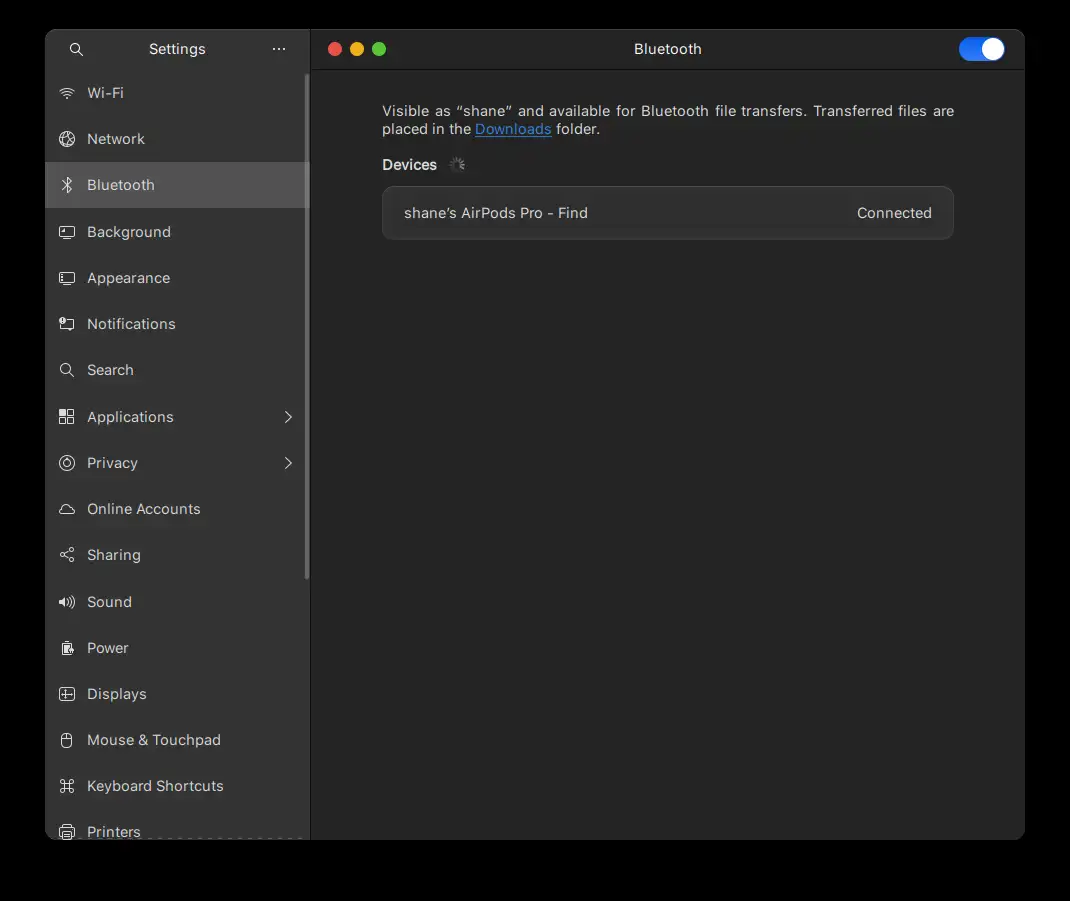 Settings
Bluetooth
Wi-Fi
Network
Bluetooth
Background
Appearance
Notifications
Search
Applications
Privacy
Online Accounts
Sharing
Sound
Power
Displays
Mouse & Touchpad
Keyboard Shortcuts
Printers
Visible as “shane” and available for Bluetooth file transfers. Transferred files are
placed in the Downloads folder.
Devices
shane’s AirPods Pro - Find Connected